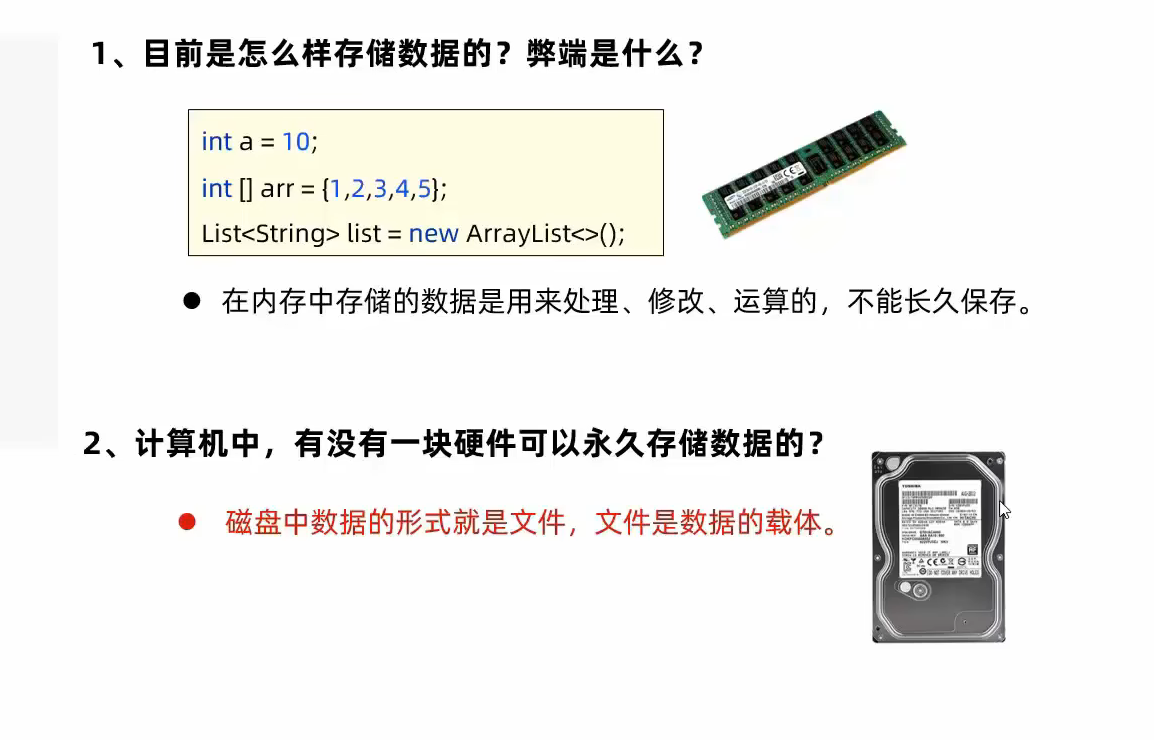 1、目前是怎么样存储数据的？弊端是什么？
int a = 10;
int [] arr = {1,2,3,4,5};
List<String> list = new ArrayList<>();
● 在内存中存储的数据是用来处理、修改、运算的，不能长久保存。
2、计算机中，有没有一块硬件可以永久存储数据的？
● 磁盘中数据的形式就是文件，文件是数据的载体。
TOSHIBA